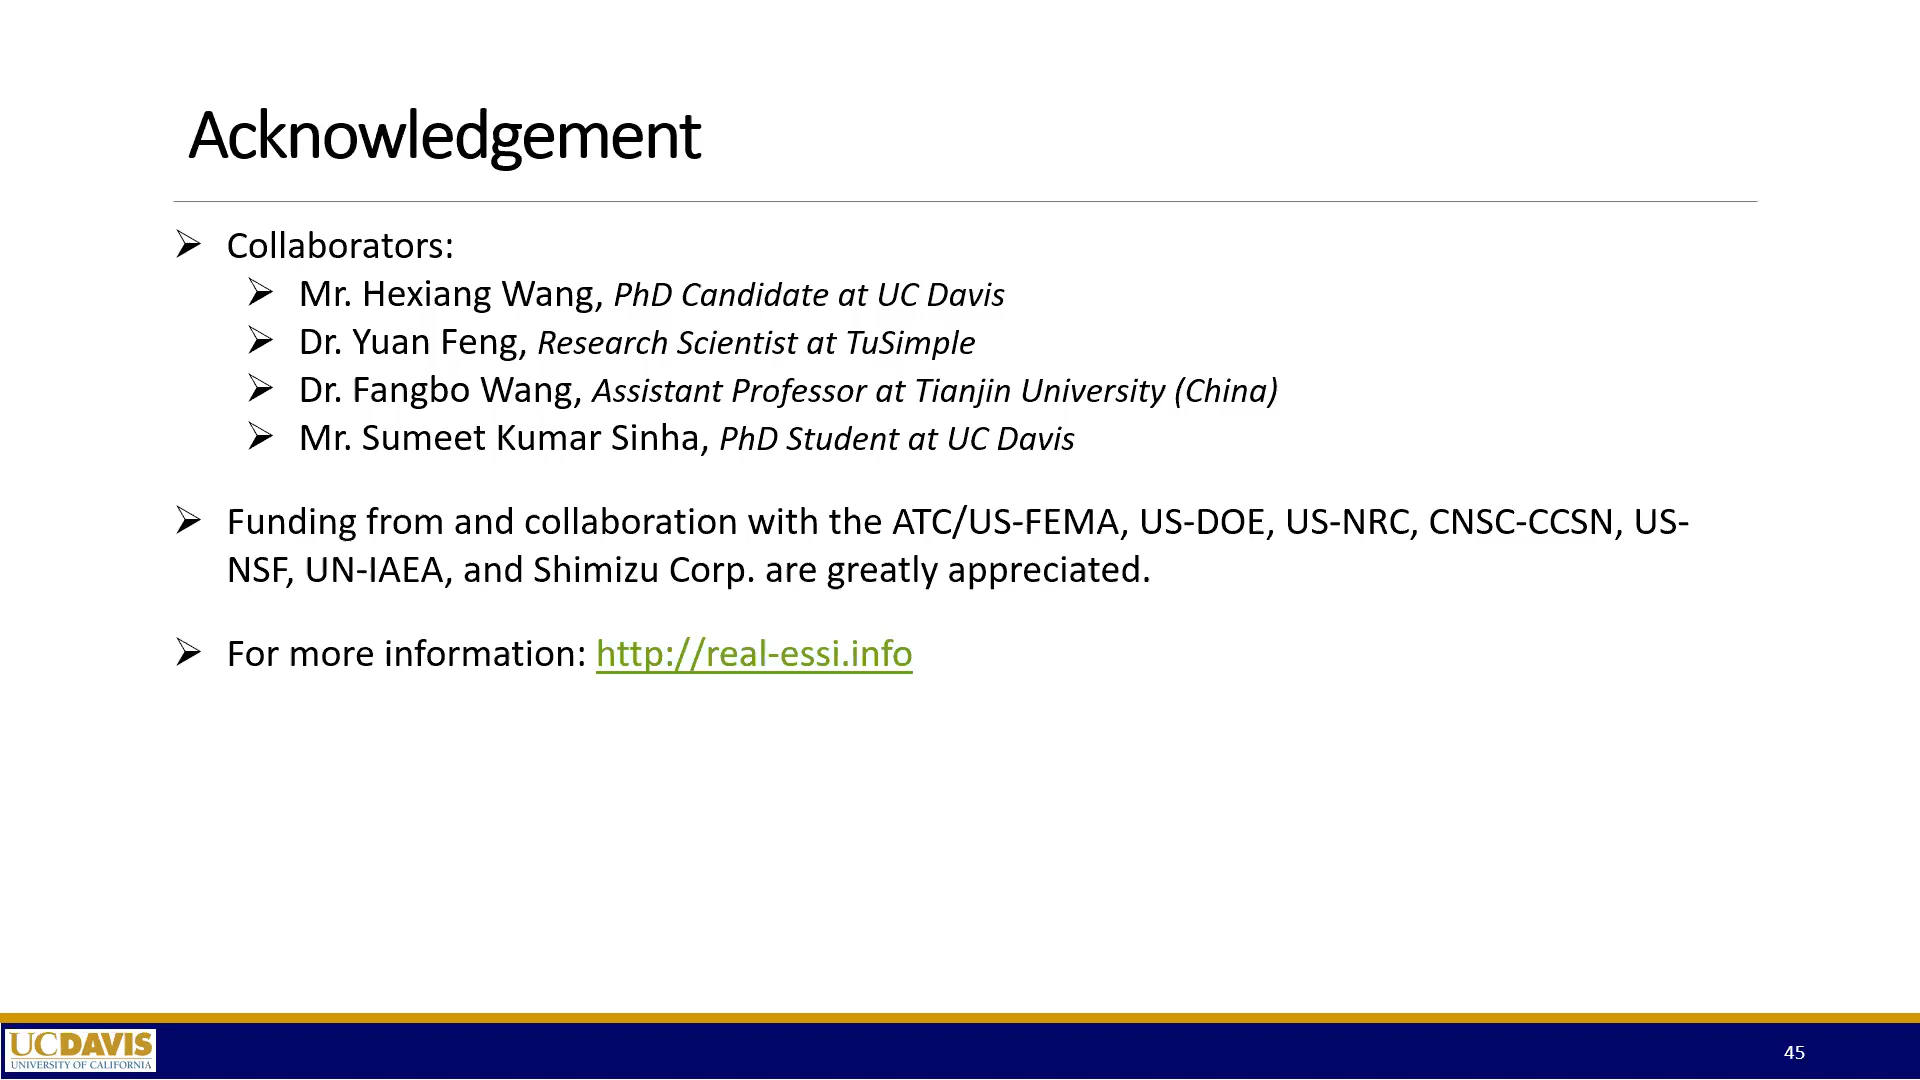 Acknowledgement
➢ Collaborators:
➢ Mr. Hexiang Wang, PhD Candidate at UC Davis
➢ Dr. Yuan Feng, Research Scientist at TuSimple
➢ Dr. Fangbo Wang, Assistant Professor at Tianjin University (China)
➢ Mr. Sumeet Kumar Sinha, PhD Student at UC Davis
➢ Funding from and collaboration with the ATC/US-FEMA, US-DOE, US-NRC, CNSC-CCSN, US-
NSF, UN-IAEA, and Shimizu Corp. are greatly appreciated.
➢ For more information: http://real-essi.info
UCDAVIS
UNIVERSITY OF CALIFORNIA
45